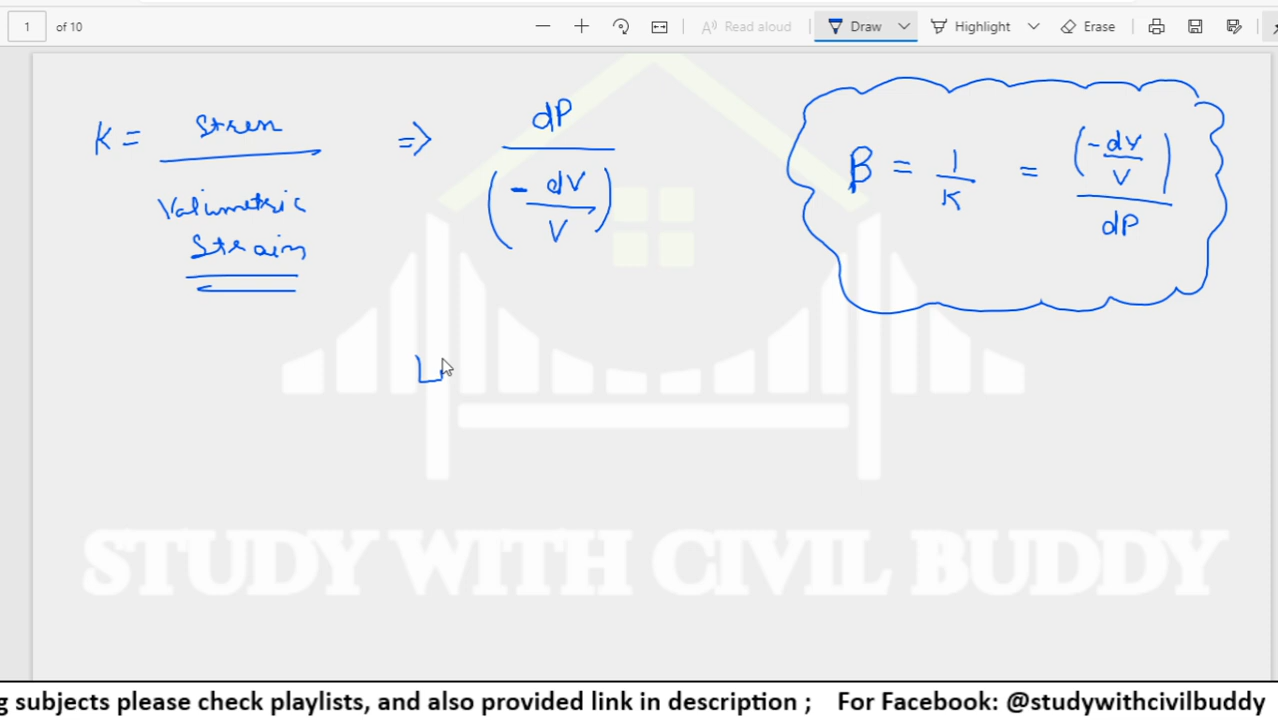 1 of 10 Read aloud Draw Highlight Erase
K = Stress / Volumetric Strain => dP / (- dV / V)
β = 1 / K = (- dV / V) / dP
STUDY WITH CIVIL BUDDY
g subjects please check playlists, and also provided link in description ; For Facebook: @studywithcivilbuddy